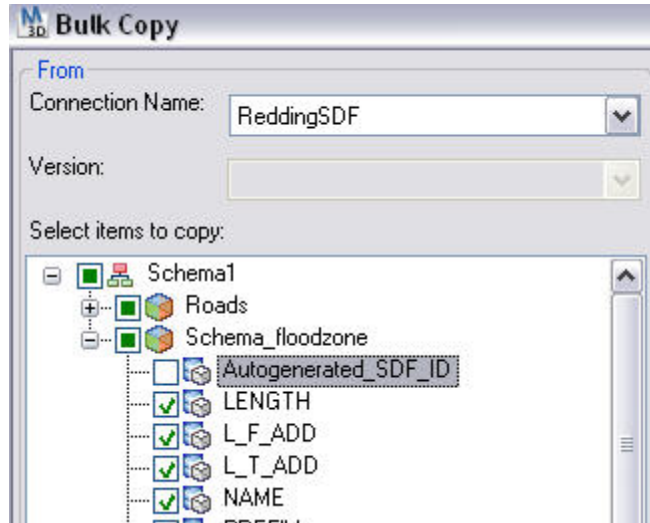 M
3D
Bulk Copy
From
Connection Name:
ReddingSDF
Version:
Select items to copy:
Schema1
Roads
Schema_floodzone
Autogenerated_SDF_ID
LENGTH
L_F_ADD
L_T_ADD
NAME